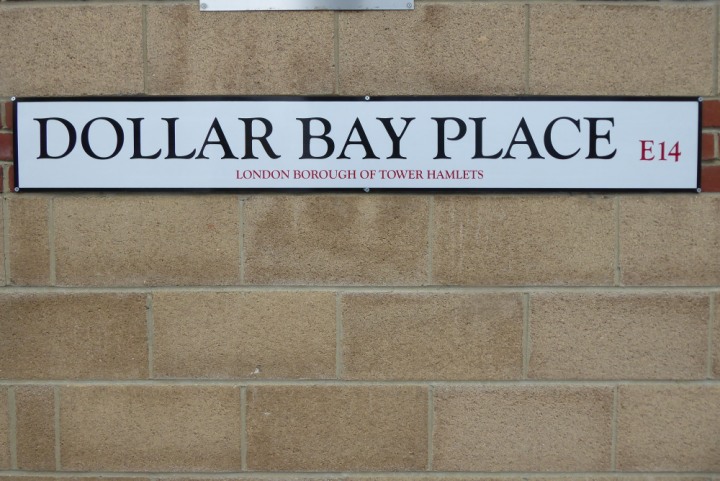 DOLLAR BAY PLACE E14
LONDON BOROUGH OF TOWER HAMLETS